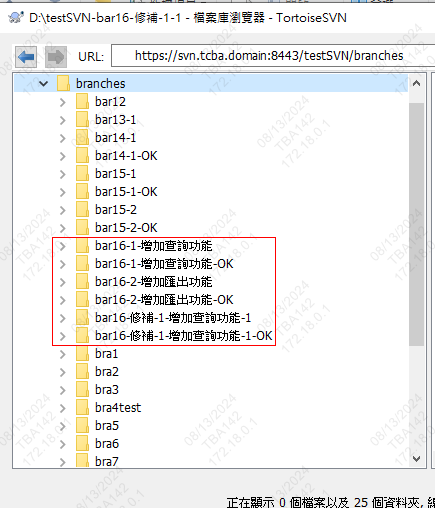 D:\testSVN-bar16-修補-1-1 - 檔案庫瀏覽器 - TortoiseSVN
URL: https://svn.tcba.domain:8443/testSVN/branches
branches
bar12
bar13-1
bar14-1
bar14-1-OK
bar15-1
bar15-1-OK
bar15-2
bar15-2-OK
bar16-1-增加查詢功能
bar16-1-增加查詢功能-OK
bar16-2-增加匯出功能
bar16-2-增加匯出功能-OK
bar16-修補-1-增加查詢功能-1
bar16-修補-1-增加查詢功能-1-OK
bra1
bra2
bra3
bra4test
bra5
bra6
bra7
正在顯示 0 個檔案以及 25 個資料夾,
08/13/2024
TBA142
172.18.0.1